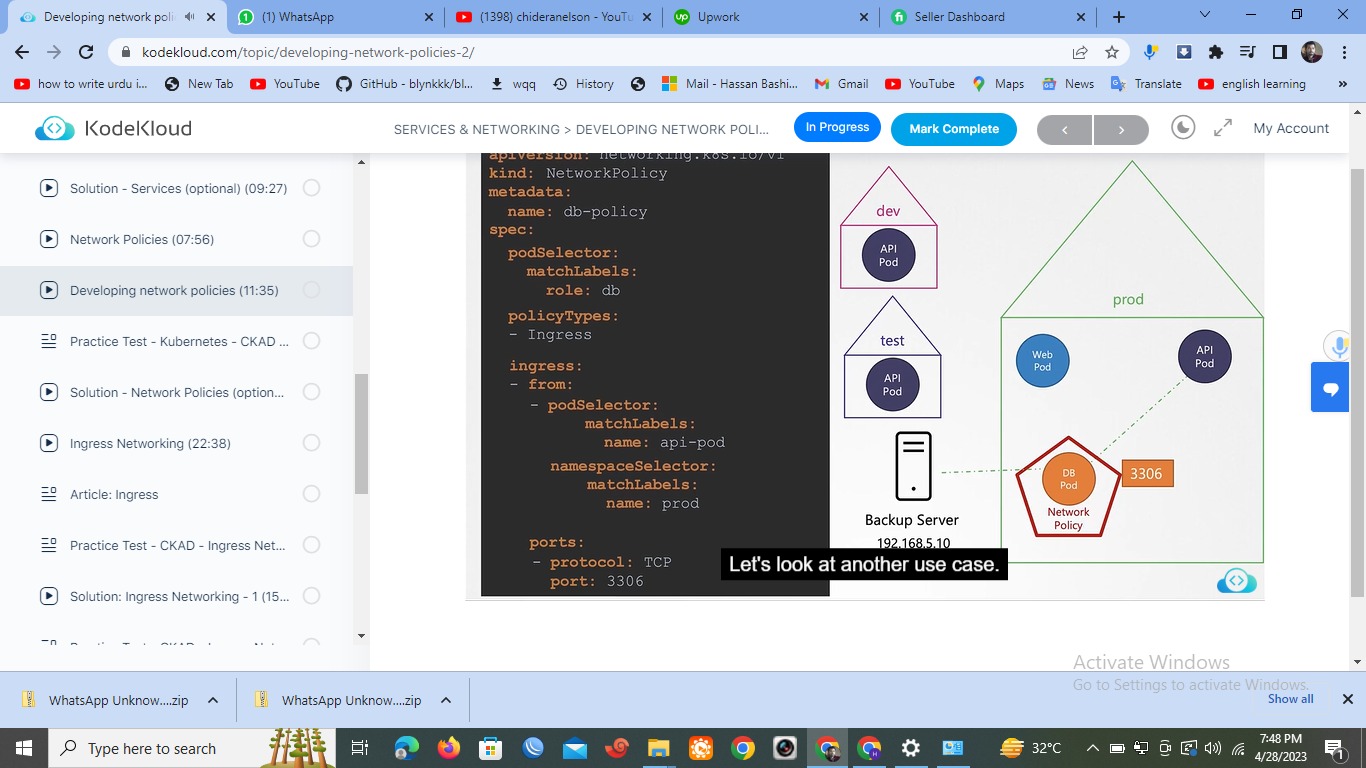 Developing network poli
(1) WhatsApp
(1398) chideranelson - YouTu
Upwork
Seller Dashboard
kodekloud.com/topic/developing-network-policies-2/
how to write urdu i...
New Tab
YouTube
GitHub - blynkkk/bl...
wqq
History
Mail - Hassan Bashi...
Gmail
YouTube
Maps
News
Translate
english learning
KodeKloud
SERVICES & NETWORKING > DEVELOPING NETWORK POLI...
In Progress
Mark Complete
My Account
Solution - Services (optional) (09:27)
Network Policies (07:56)
Developing network policies (11:35)
Practice Test - Kubernetes - CKAD ...
Solution - Network Policies (option...
Ingress Networking (22:38)
Article: Ingress
Practice Test - CKAD - Ingress Net...
Solution: Ingress Networking - 1 (15...
apiVersion: networking.k8s.io/v1
kind: NetworkPolicy
metadata:
name: db-policy
spec:
podSelector:
matchLabels:
role: db
policyTypes:
- Ingress
ingress:
- from:
- podSelector:
matchLabels:
name: api-pod
namespaceSelector:
matchLabels:
name: prod
ports:
- protocol: TCP
port: 3306
dev
API
Pod
test
API
Pod
prod
Web
Pod
API
Pod
DB
Pod
Network
Policy
3306
Backup Server
192.168.5.10
Let's look at another use case.
Activate Windows
Go to Settings to activate Windows.
WhatsApp Unknow....zip
WhatsApp Unknow....zip
Show all
Type here to search
32°C
7:48 PM
4/28/2023